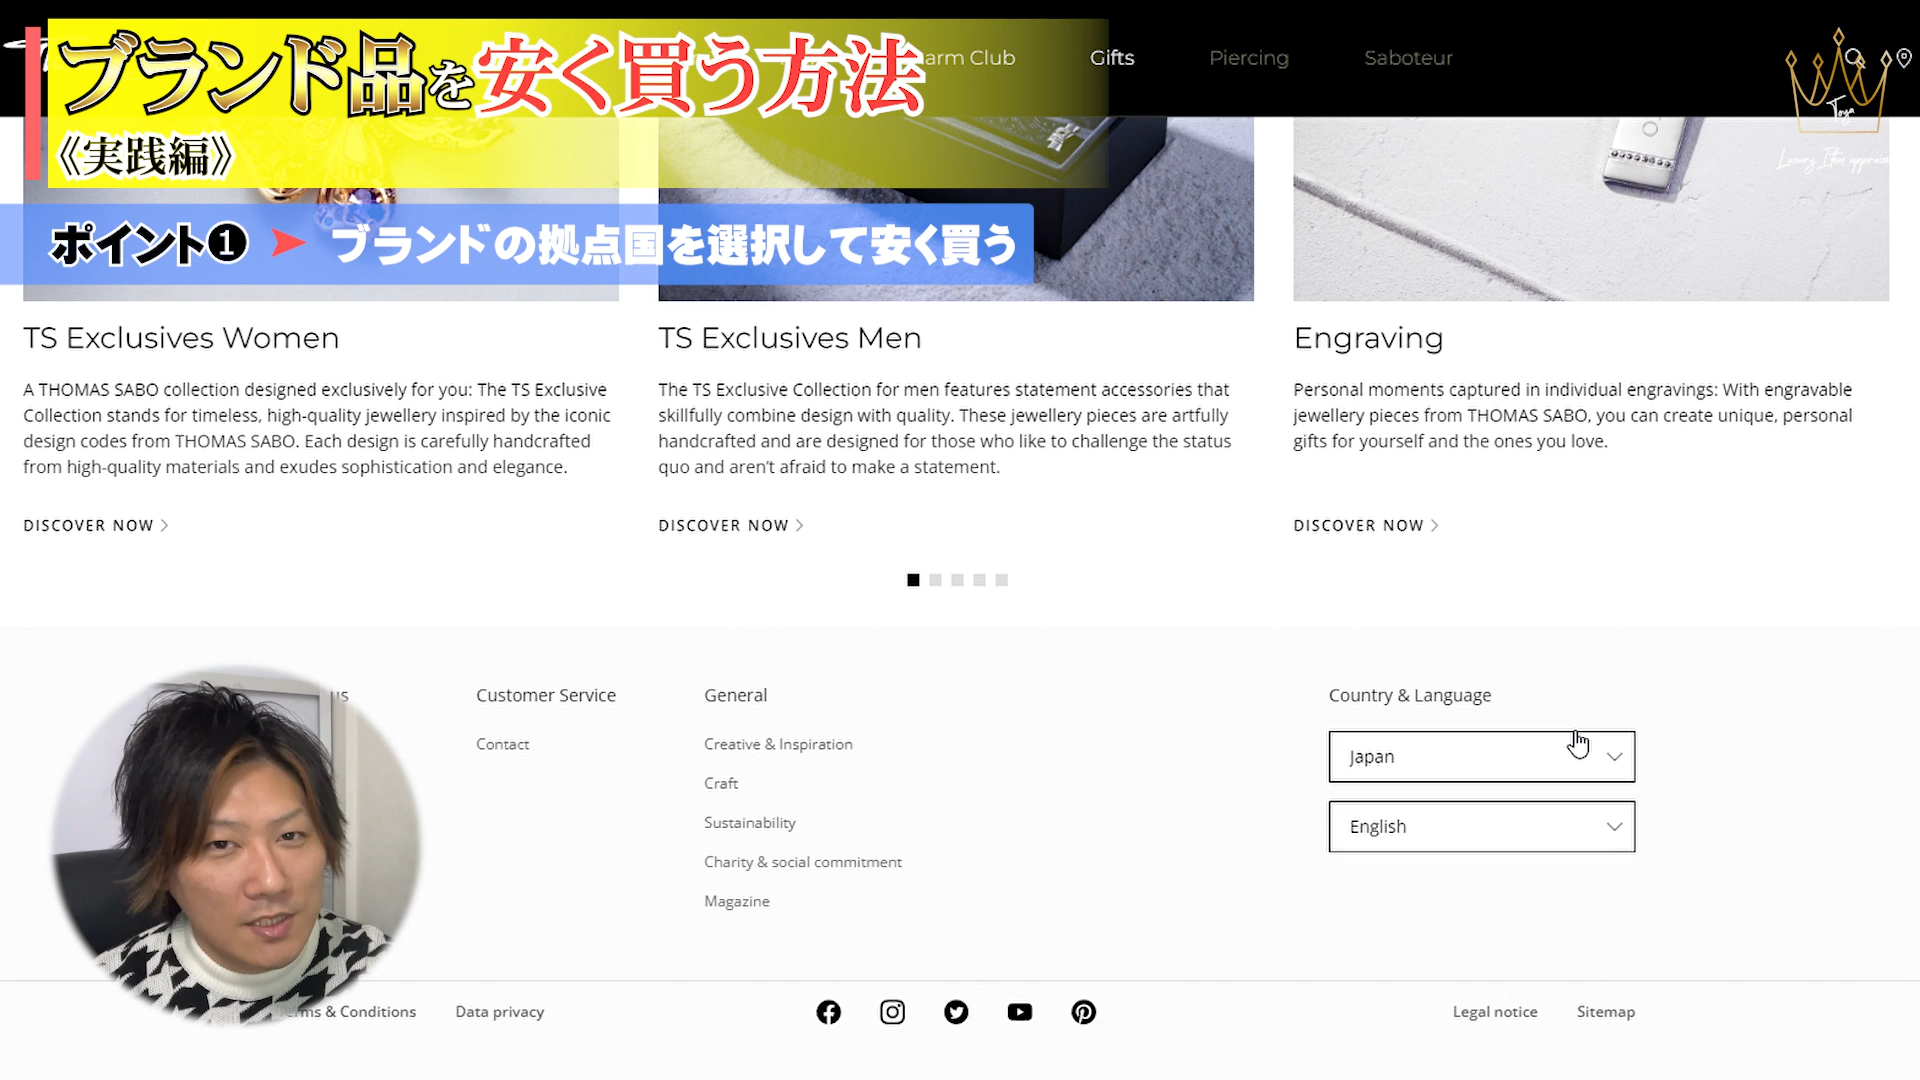 ブランド品を安く買う方法
《実践編》
arm Club
Gifts
Piercing
Saboteur
Toya
Luxury Item
ポイント❶ ➤ ブランドの拠点国を選択して安く買う
TS Exclusives Women
A THOMAS SABO collection designed exclusively for you: The TS Exclusive
Collection stands for timeless, high-quality jewellery inspired by the iconic
design codes from THOMAS SABO. Each design is carefully handcrafted
from high-quality materials and exudes sophistication and elegance.
DISCOVER NOW
TS Exclusives Men
The TS Exclusive Collection for men features statement accessories that
skillfully combine design with quality. These jewellery pieces are artfully
handcrafted and are designed for those who like to challenge the status
quo and aren't afraid to make a statement.
DISCOVER NOW
Engraving
Personal moments captured in individual engravings: With engravable
jewellery pieces from THOMAS SABO, you can create unique, personal
gifts for yourself and the ones you love.
DISCOVER NOW
us
Customer Service
Contact
General
Creative & Inspiration
Craft
Sustainability
Charity & social commitment
Magazine
Country & Language
Japan
English
erms & Conditions
Data privacy
Legal notice
Sitemap